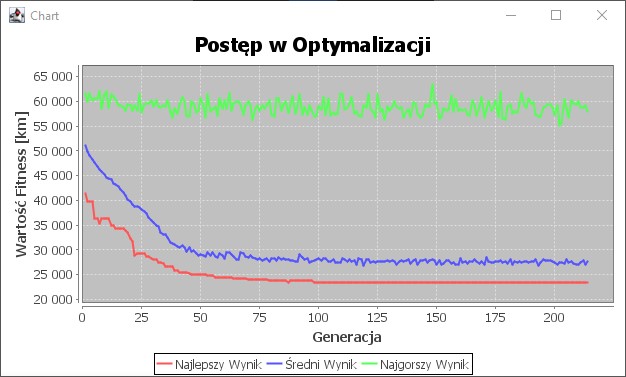 Chart
Postęp w Optymalizacji
Wartość Fitness [km]
65 000
60 000
55 000
50 000
45 000
40 000
35 000
30 000
25 000
20 000
0 25 50 75 100 125 150 175 200
Generacja
Najlepszy Wynik Średni Wynik Najgorszy Wynik